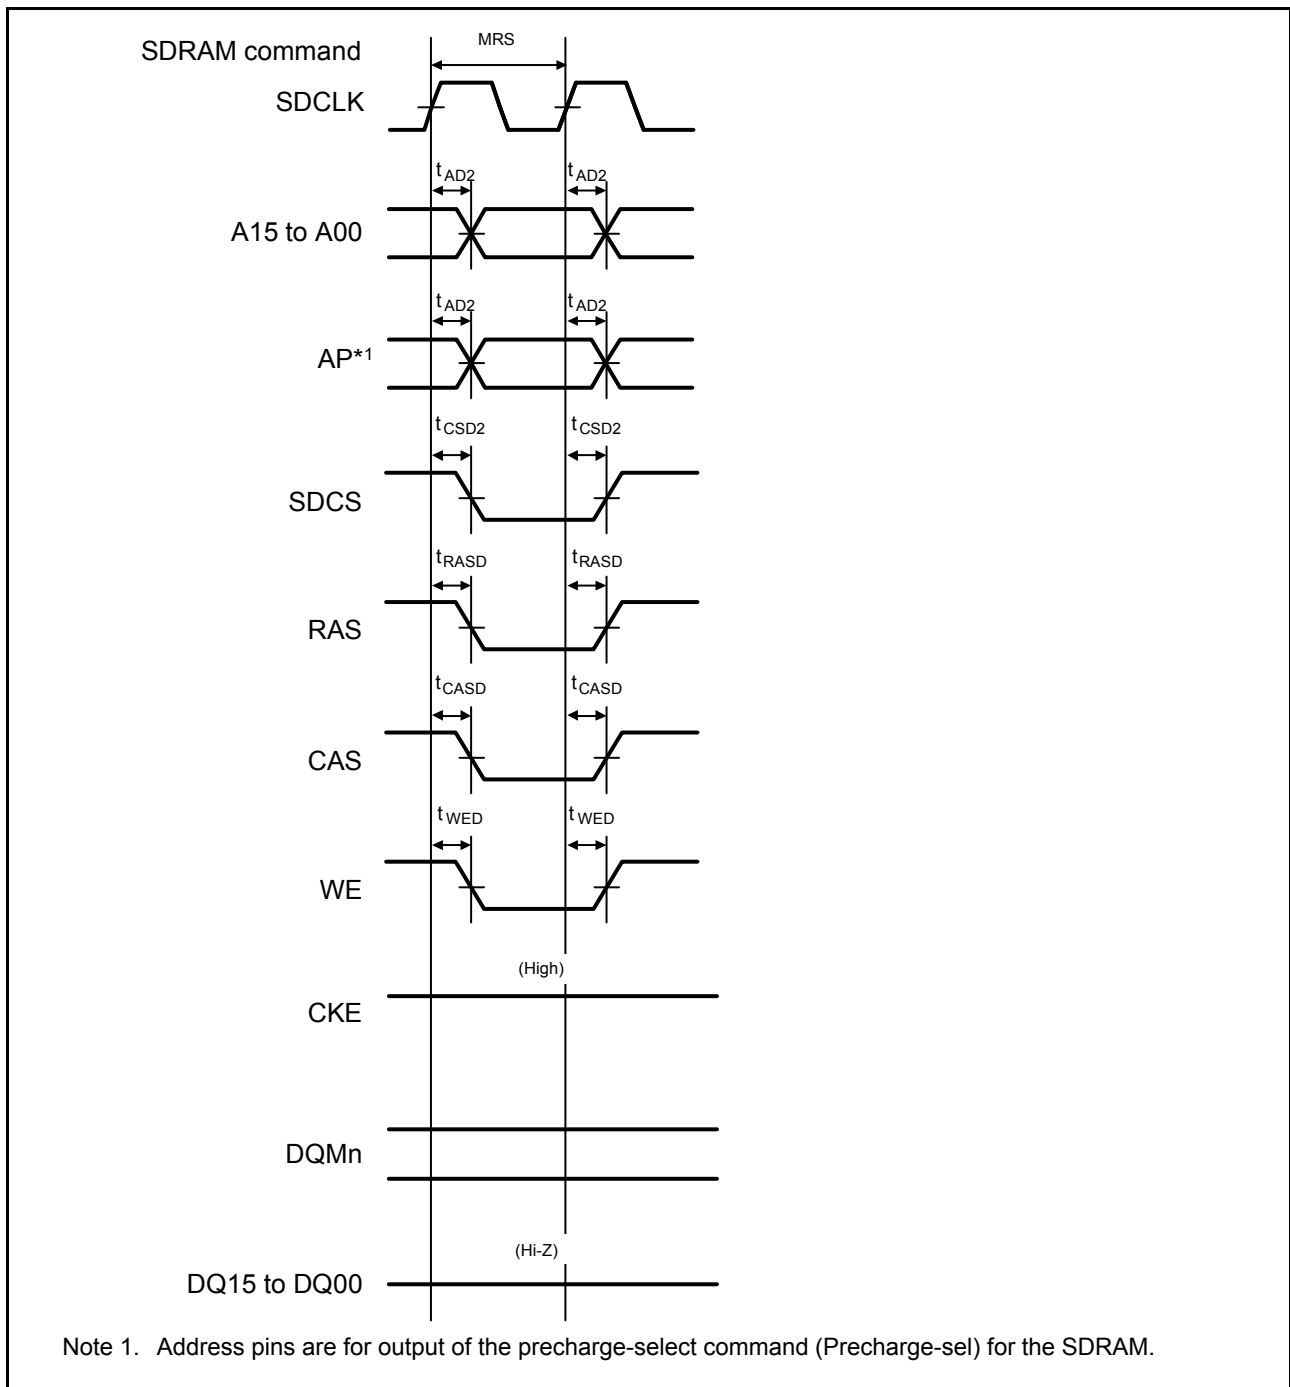 MRS
SDRAM command
SDCLK
tAD2 tAD2
A15 to A00
tAD2 tAD2
AP*1
tCSD2 tCSD2
SDCS
tRASD tRASD
RAS
tCASD tCASD
CAS
tWED tWED
WE
(High)
CKE
DQMn
(Hi-Z)
DQ15 to DQ00
Note 1. Address pins are for output of the precharge-select command (Precharge-sel) for the SDRAM.